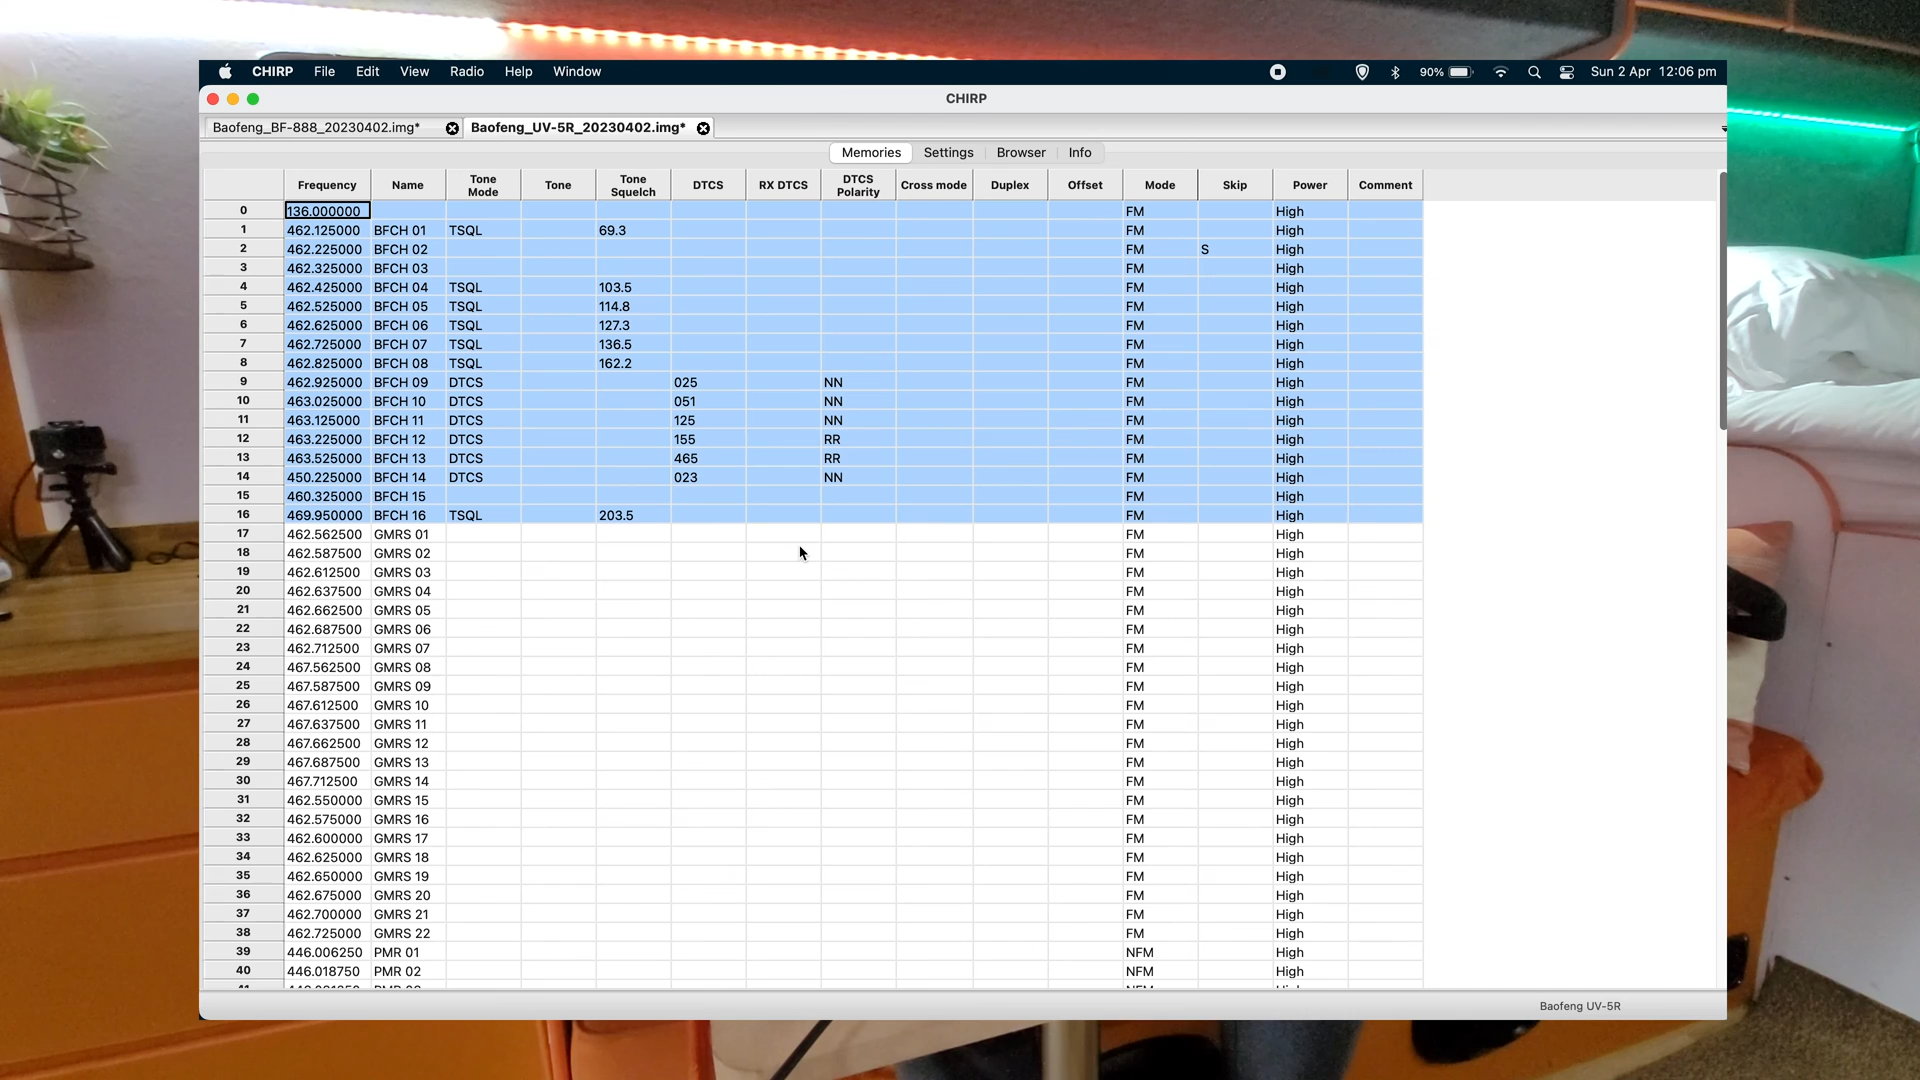 CHIRP File Edit View Radio Help Window 90% Sun 2 Apr 12:06 pm
CHIRP
Baofeng_BF-888_20230402.img* Baofeng_UV-5R_20230402.img*
Memories Settings Browser Info
Frequency Name Tone Mode Tone Tone Squelch DTCS RX DTCS DTCS Polarity Cross mode Duplex Offset Mode Skip Power Comment
0 136.000000 FM High
1 462.125000 BFCH 01 TSQL 69.3 FM High
2 462.225000 BFCH 02 FM S High
3 462.325000 BFCH 03 FM High
4 462.425000 BFCH 04 TSQL 103.5 FM High
5 462.525000 BFCH 05 TSQL 114.8 FM High
6 462.625000 BFCH 06 TSQL 127.3 FM High
7 462.725000 BFCH 07 TSQL 136.5 FM High
8 462.825000 BFCH 08 TSQL 162.2 FM High
9 462.925000 BFCH 09 DTCS 025 NN FM High
10 463.025000 BFCH 10 DTCS 051 NN FM High
11 463.125000 BFCH 11 DTCS 125 NN FM High
12 463.225000 BFCH 12 DTCS 155 RR FM High
13 463.525000 BFCH 13 DTCS 465 RR FM High
14 450.225000 BFCH 14 DTCS 023 NN FM High
15 460.325000 BFCH 15 FM High
16 469.950000 BFCH 16 TSQL 203.5 FM High
17 462.562500 GMRS 01 FM High
18 462.587500 GMRS 02 FM High
19 462.612500 GMRS 03 FM High
20 462.637500 GMRS 04 FM High
21 462.662500 GMRS 05 FM High
22 462.687500 GMRS 06 FM High
23 462.712500 GMRS 07 FM High
24 467.562500 GMRS 08 FM High
25 467.587500 GMRS 09 FM High
26 467.612500 GMRS 10 FM High
27 467.637500 GMRS 11 FM High
28 467.662500 GMRS 12 FM High
29 467.687500 GMRS 13 FM High
30 467.712500 GMRS 14 FM High
31 462.550000 GMRS 15 FM High
32 462.575000 GMRS 16 FM High
33 462.600000 GMRS 17 FM High
34 462.625000 GMRS 18 FM High
35 462.650000 GMRS 19 FM High
36 462.675000 GMRS 20 FM High
37 462.700000 GMRS 21 FM High
38 462.725000 GMRS 22 FM High
39 446.006250 PMR 01 NFM High
40 446.018750 PMR 02 NFM High
Baofeng UV-5R